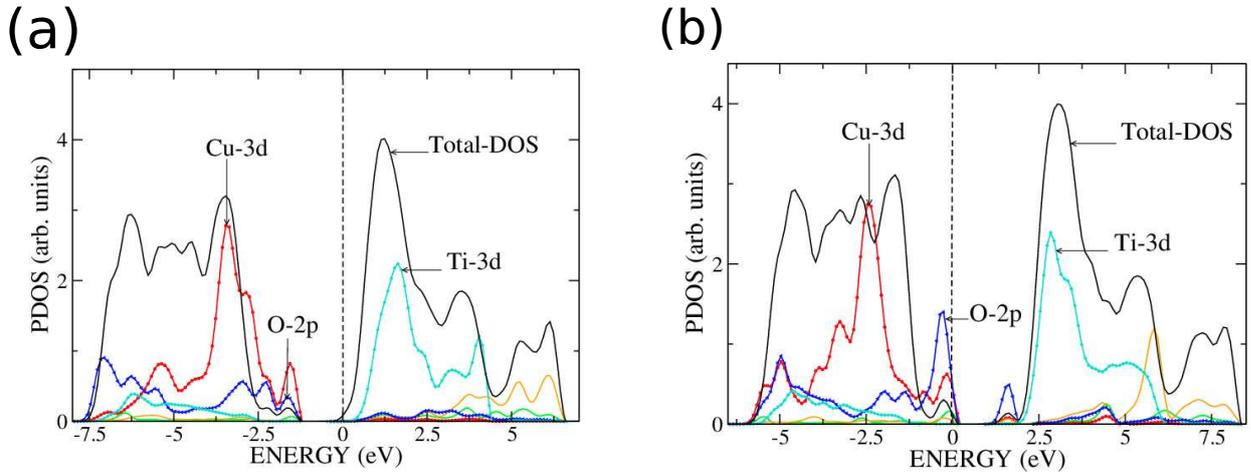 (a)
(b)
4
2
0
PDOS (arb. units)
-7.5 -5 -2.5 0 2.5 5
ENERGY (eV)
Cu-3d
Total-DOS
Ti-3d
O-2p
4
2
0
PDOS (arb. units)
-5 -2.5 0 2.5 5 7.5
ENERGY (eV)
Cu-3d
Total-DOS
Ti-3d
O-2p